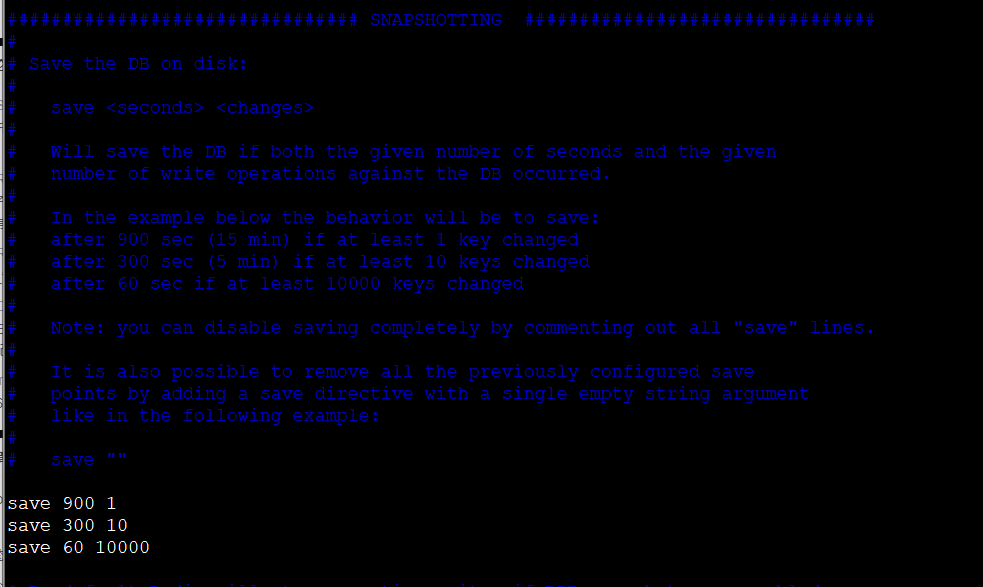 ################################ SNAPSHOTTING  ################################
#
# Save the DB on disk:
#
#   save <seconds> <changes>
#
#   Will save the DB if both the given number of seconds and the given
#   number of write operations against the DB occurred.
#
#   In the example below the behavior will be to save:
#   after 900 sec (15 min) if at least 1 key changed
#   after 300 sec (5 min) if at least 10 keys changed
#   after 60 sec if at least 10000 keys changed
#
#   Note: you can disable saving completely by commenting out all "save" lines.
#
#   It is also possible to remove all the previously configured save
#   points by adding a save directive with a single empty string argument
#   like in the following example:
#
#   save ""
save 900 1
save 300 10
save 60 10000